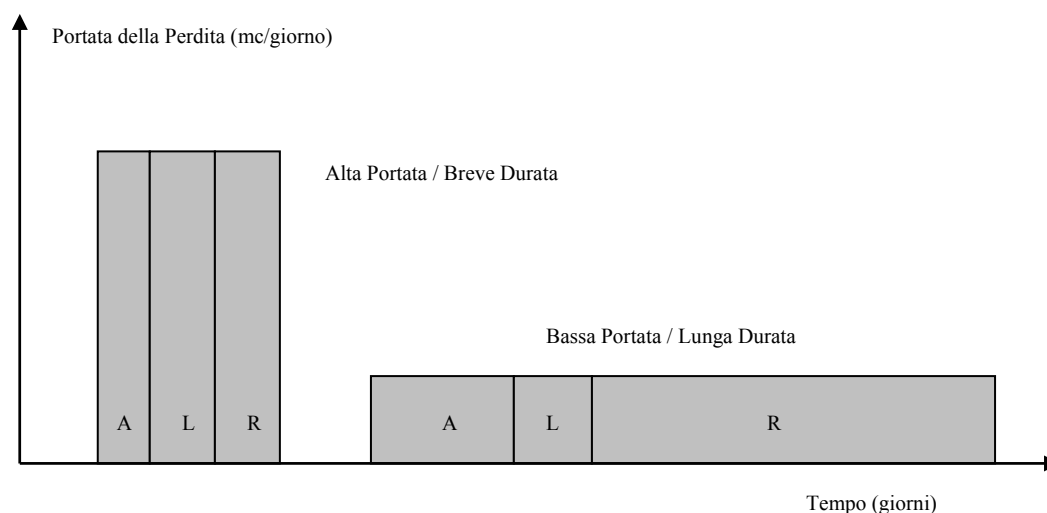 Portata della Perdita (mc/giorno)
Alta Portata / Breve Durata
Bassa Portata / Lunga Durata
A L R
A L R
Tempo (giorni)